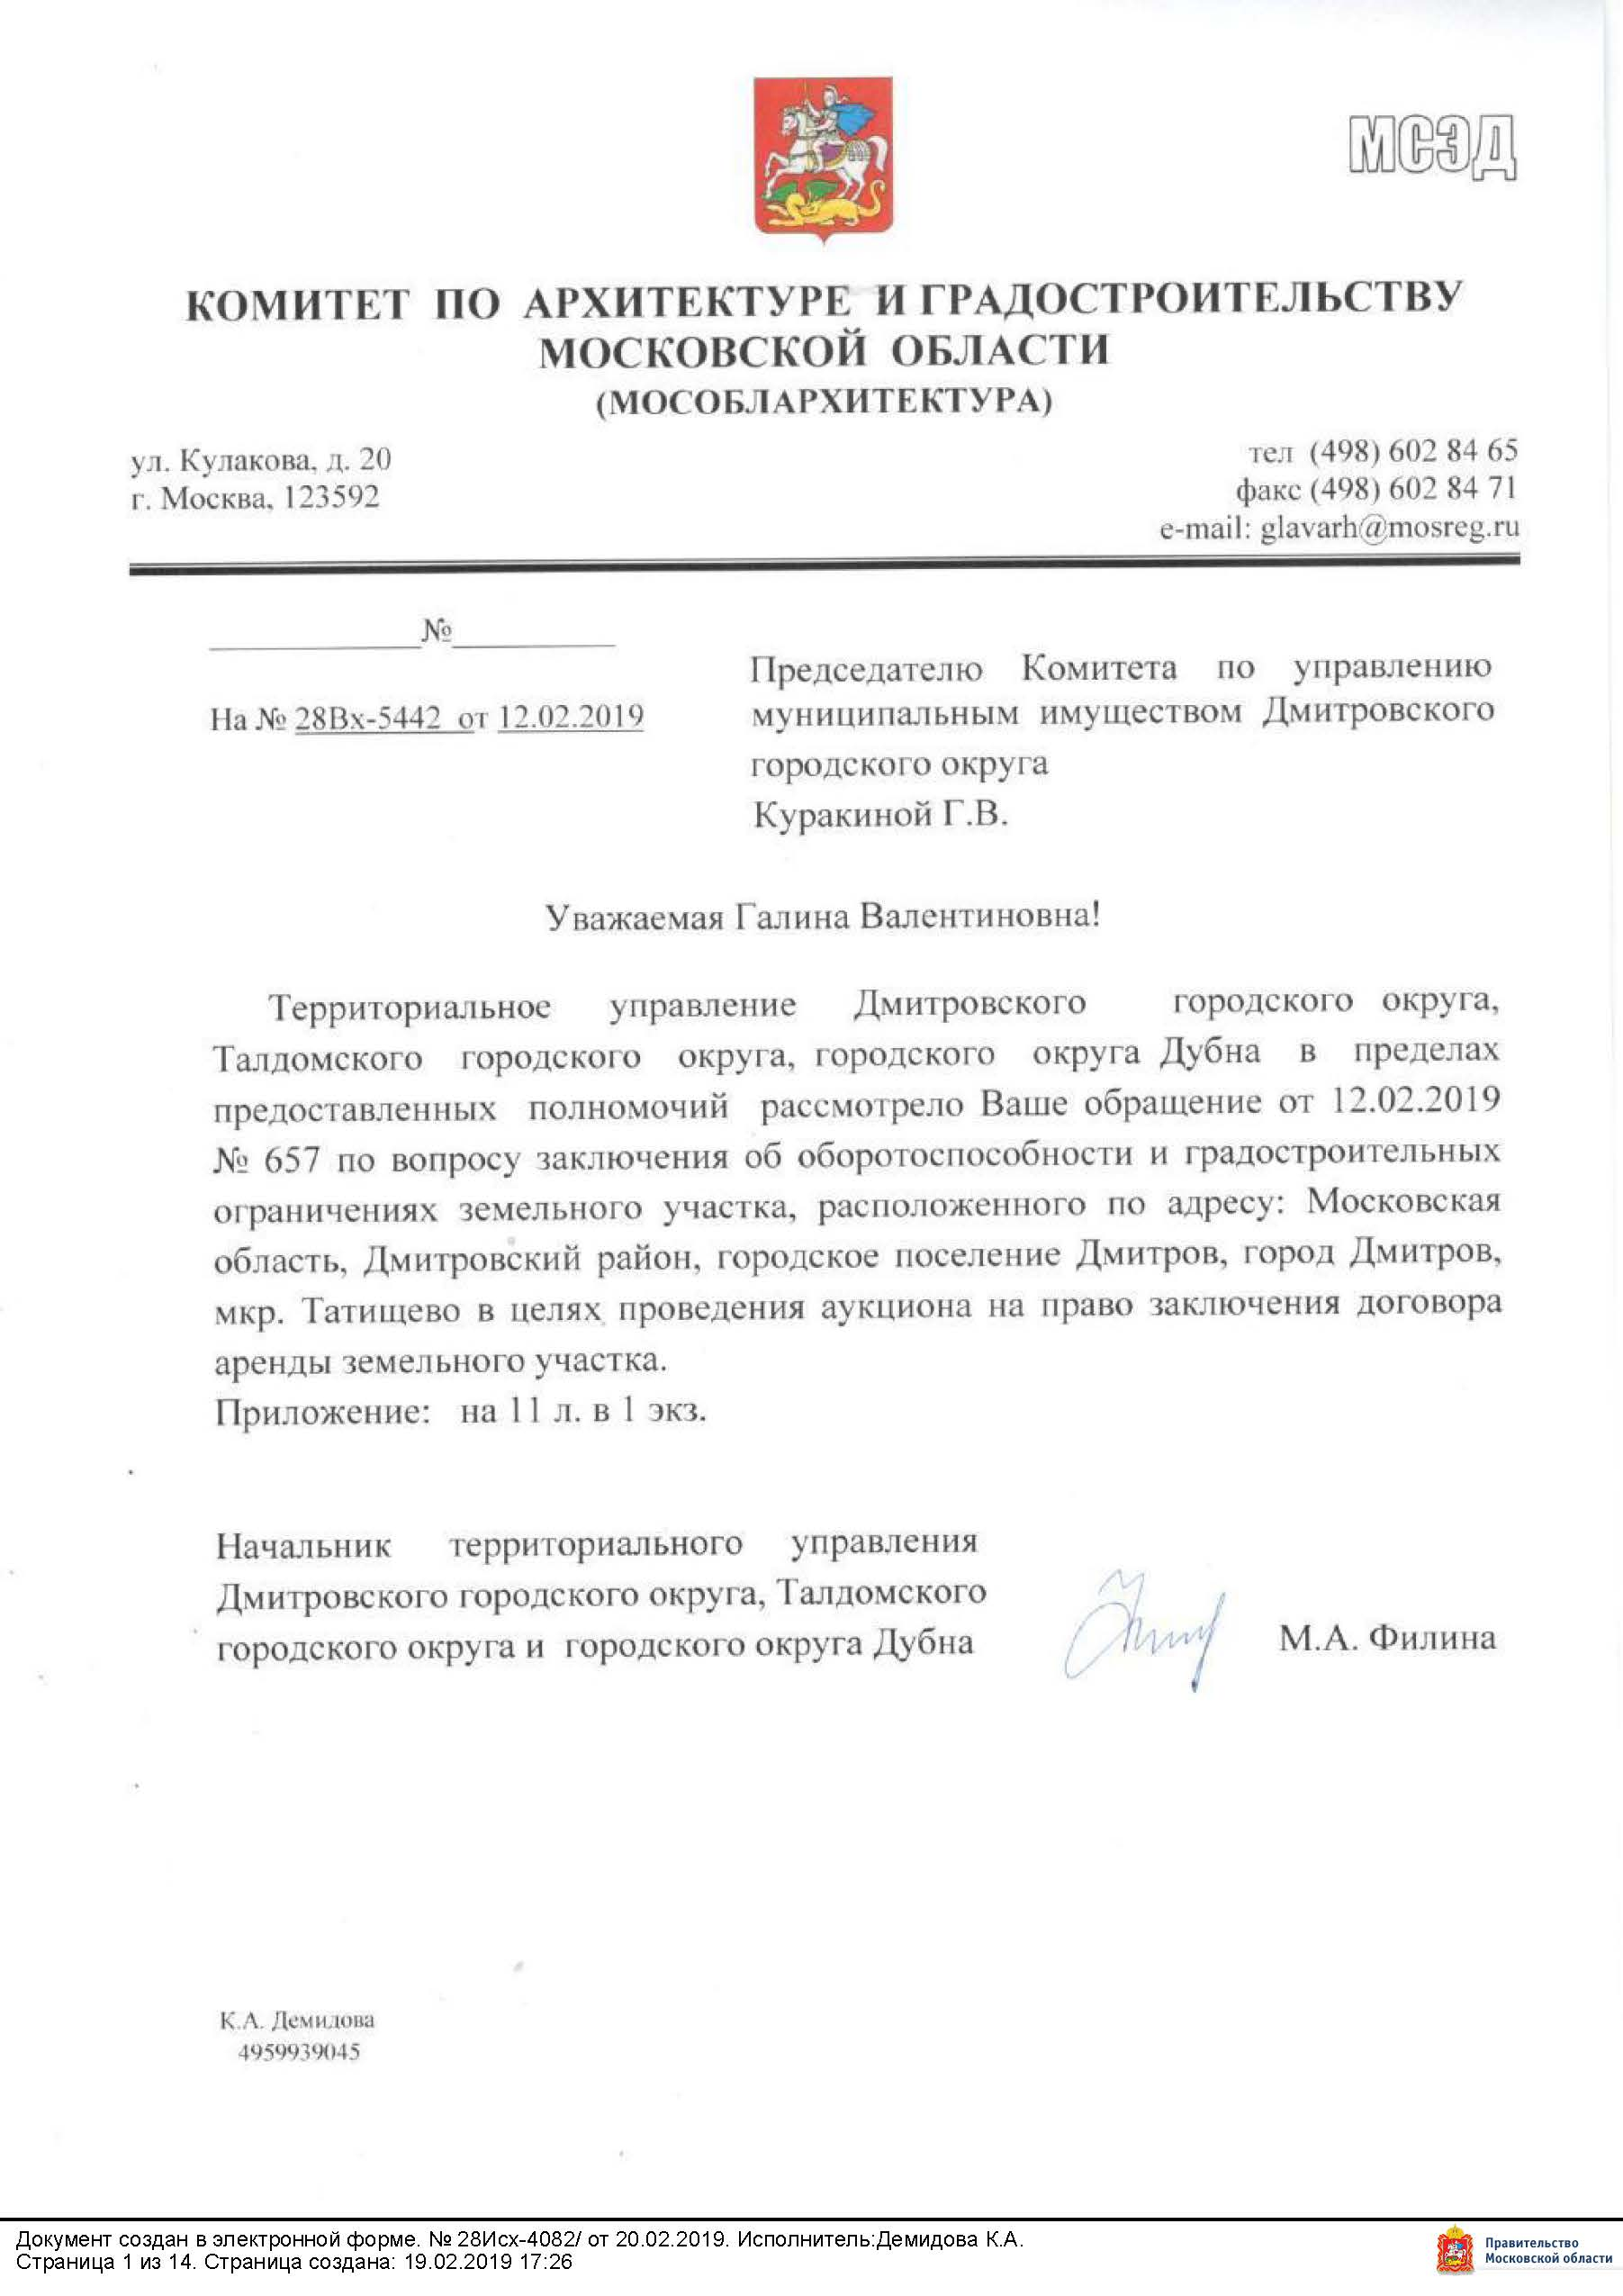 МСЭД
КОМИТЕТ ПО АРХИТЕКТУРЕ И ГРАДОСТРОИТЕЛЬСТВУ
МОСКОВСКОЙ ОБЛАСТИ
(МОСОБЛАРХИТЕКТУРА)
ул. Кулакова, д. 20
г. Москва, 123592
тел (498) 602 84 65
факс (498) 602 84 71
e-mail: glavarh@mosreg.ru
____________№__________
На № 28Вх-5442 от 12.02.2019
Председателю Комитета по управлению
муниципальным имуществом Дмитровского
городского округа
Куракиной Г.В.
Уважаемая Галина Валентиновна!
Территориальное управление Дмитровского городского округа,
Талдомского городского округа, городского округа Дубна в пределах
предоставленных полномочий рассмотрело Ваше обращение от 12.02.2019
№ 657 по вопросу заключения об оборотоспособности и градостроительных
ограничениях земельного участка, расположенного по адресу: Московская
область, Дмитровский район, городское поселение Дмитров, город Дмитров,
мкр. Татищево в целях проведения аукциона на право заключения договора
аренды земельного участка.
Приложение: на 11 л. в 1 экз.
Начальник территориального управления
Дмитровского городского округа, Талдомского
городского округа и городского округа Дубна
М.А. Филина
К.А. Демидова
4959939045
Документ создан в электронной форме. № 28Исх-4082/ от 20.02.2019. Исполнитель:Демидова К.А.
Страница 1 из 14. Страница создана: 19.02.2019 17:26
Правительство
Московской области